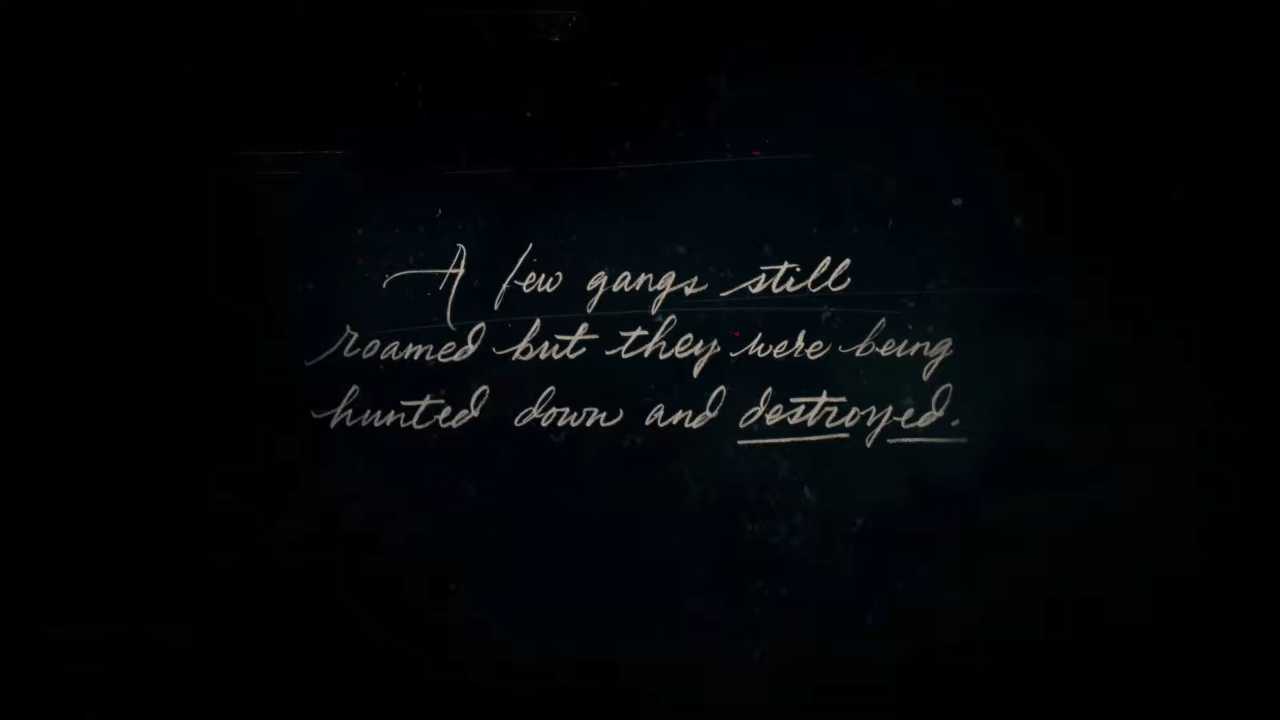 A few gangs still
roamed but they were being
hunted down and destroyed.